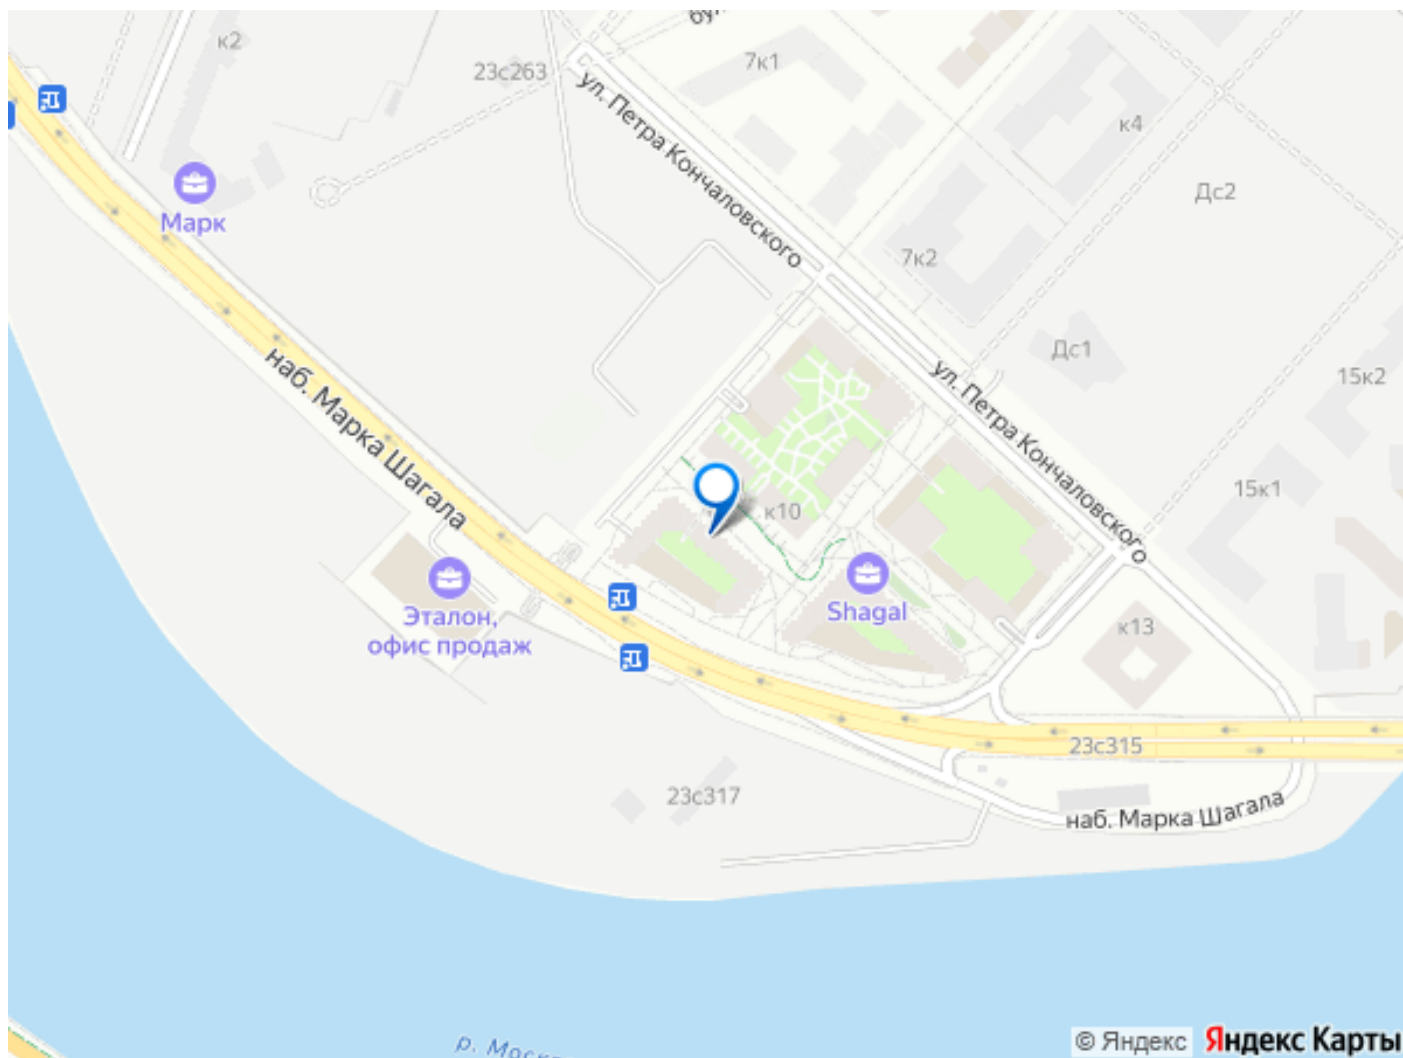 к2
23с263
7к1
к4
ул. Петра Кончаловского
Дс2
Марк
7к2
наб. Марка Шагала
Дс1
ул. Петра Кончаловского
15к2
15к1
к10
Эталон,
офис продаж
Shagal
к13
23с315
23с317
наб. Марка Шагала
р.
© Яндекс
Яндекс Карты